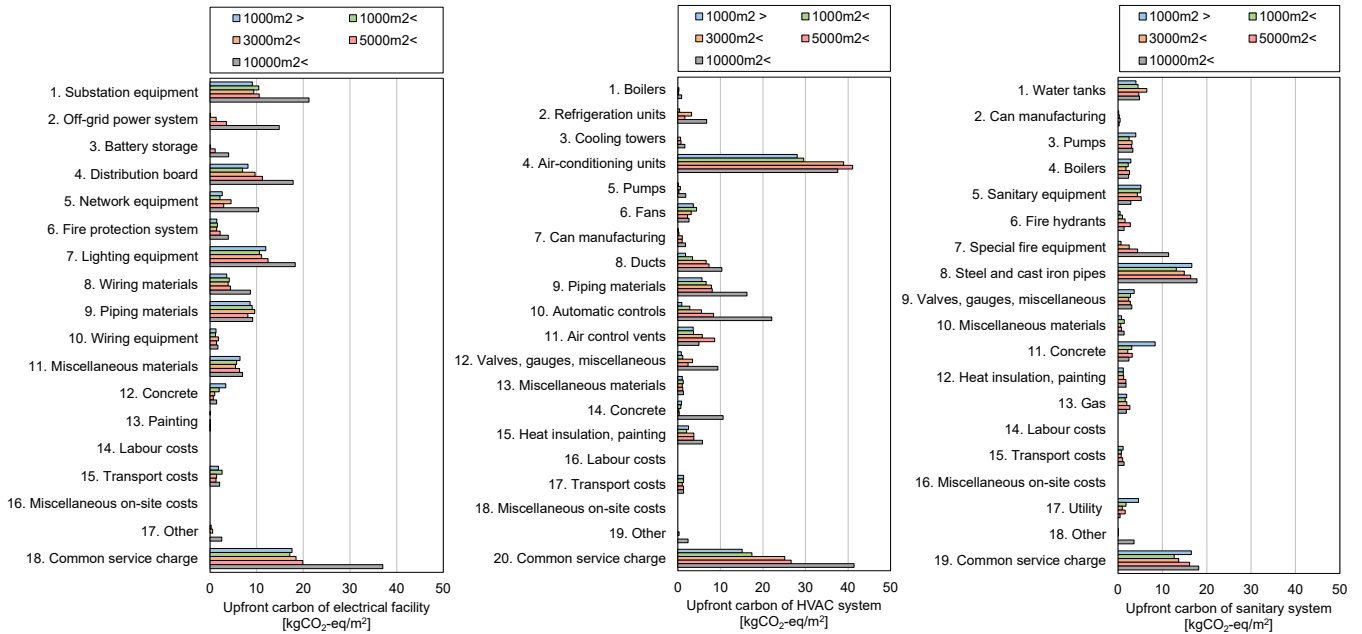 1000m2 > 1000m2<
3000m2< 5000m2<
10000m2<
1. Substation equipment
2. Off-grid power system
3. Battery storage
4. Distribution board
5. Network equipment
6. Fire protection system
7. Lighting equipment
8. Wiring materials
9. Piping materials
10. Wiring equipment
11. Miscellaneous materials
12. Concrete
13. Painting
14. Labour costs
15. Transport costs
16. Miscellaneous on-site costs
17. Other
18. Common service charge
0 10 20 30 40 50
Upfront carbon of electrical facility
[kgCO₂-eq/m²]
1000m2 > 1000m2<
3000m2< 5000m2<
10000m2<
1. Boilers
2. Refrigeration units
3. Cooling towers
4. Air-conditioning units
5. Pumps
6. Fans
7. Can manufacturing
8. Ducts
9. Piping materials
10. Automatic controls
11. Air control vents
12. Valves, gauges, miscellaneous
13. Miscellaneous materials
14. Concrete
15. Heat insulation, painting
16. Labour costs
17. Transport costs
18. Miscellaneous on-site costs
19. Other
20. Common service charge
0 10 20 30 40 50
Upfront carbon of HVAC system
[kgCO₂-eq/m²]
1000m2 > 1000m2<
3000m2< 5000m2<
10000m2<
1. Water tanks
2. Can manufacturing
3. Pumps
4. Boilers
5. Sanitary equipment
6. Fire hydrants
7. Special fire equipment
8. Steel and cast iron pipes
9. Valves, gauges, miscellaneous
10. Miscellaneous materials
11. Concrete
12. Heat insulation, painting
13. Gas
14. Labour costs
15. Transport costs
16. Miscellaneous on-site costs
17. Utility
18. Other
19. Common service charge
0 10 20 30 40 50
Upfront carbon of sanitary system
[kgCO₂-eq/m²]